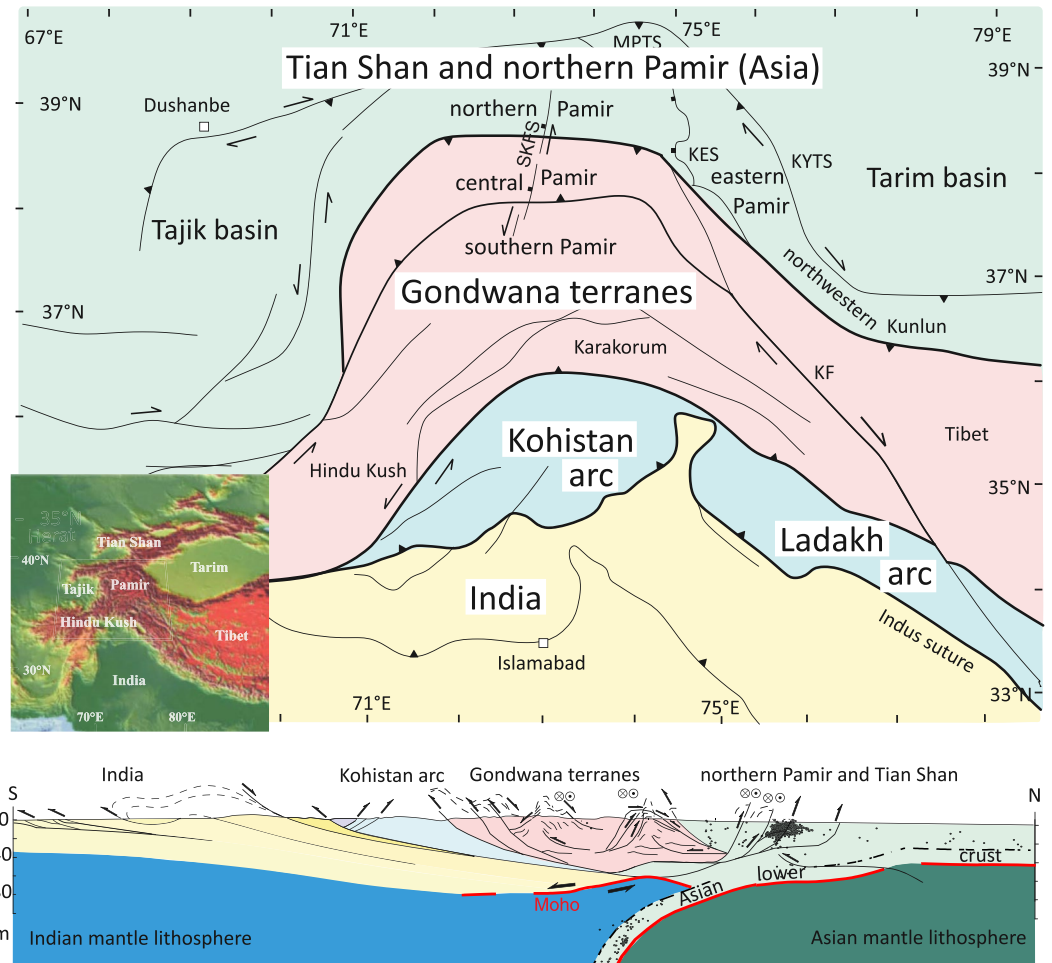 67°E
71°E
75°E
79°E
MPTS
Tian Shan and northern Pamir (Asia)
39°N
39°N
Dushanbe
northern Pamir
SKFS
KES
KYTS
central Pamir
eastern
Pamir
Tarim basin
Tajik basin
southern Pamir
northwestern
Kunlun
37°N
Gondwana terranes
37°N
Karakorum
KF
Kohistan
arc
Tibet
Hindu Kush
35°N
Ladakh
arc
India
Indus suture
Islamabad
33°N
71°E
75°E
35°N
Herat
Tian Shan
40°N
Tarim
Tajik
Pamir
Hindu Kush
Tibet
30°N
India
70°E
80°E
India
Kohistan arc
Gondwana terranes
northern Pamir and Tian Shan
S
N
0
40
crust
lower
Asian
Moho
Indian mantle lithosphere
Asian mantle lithosphere
m